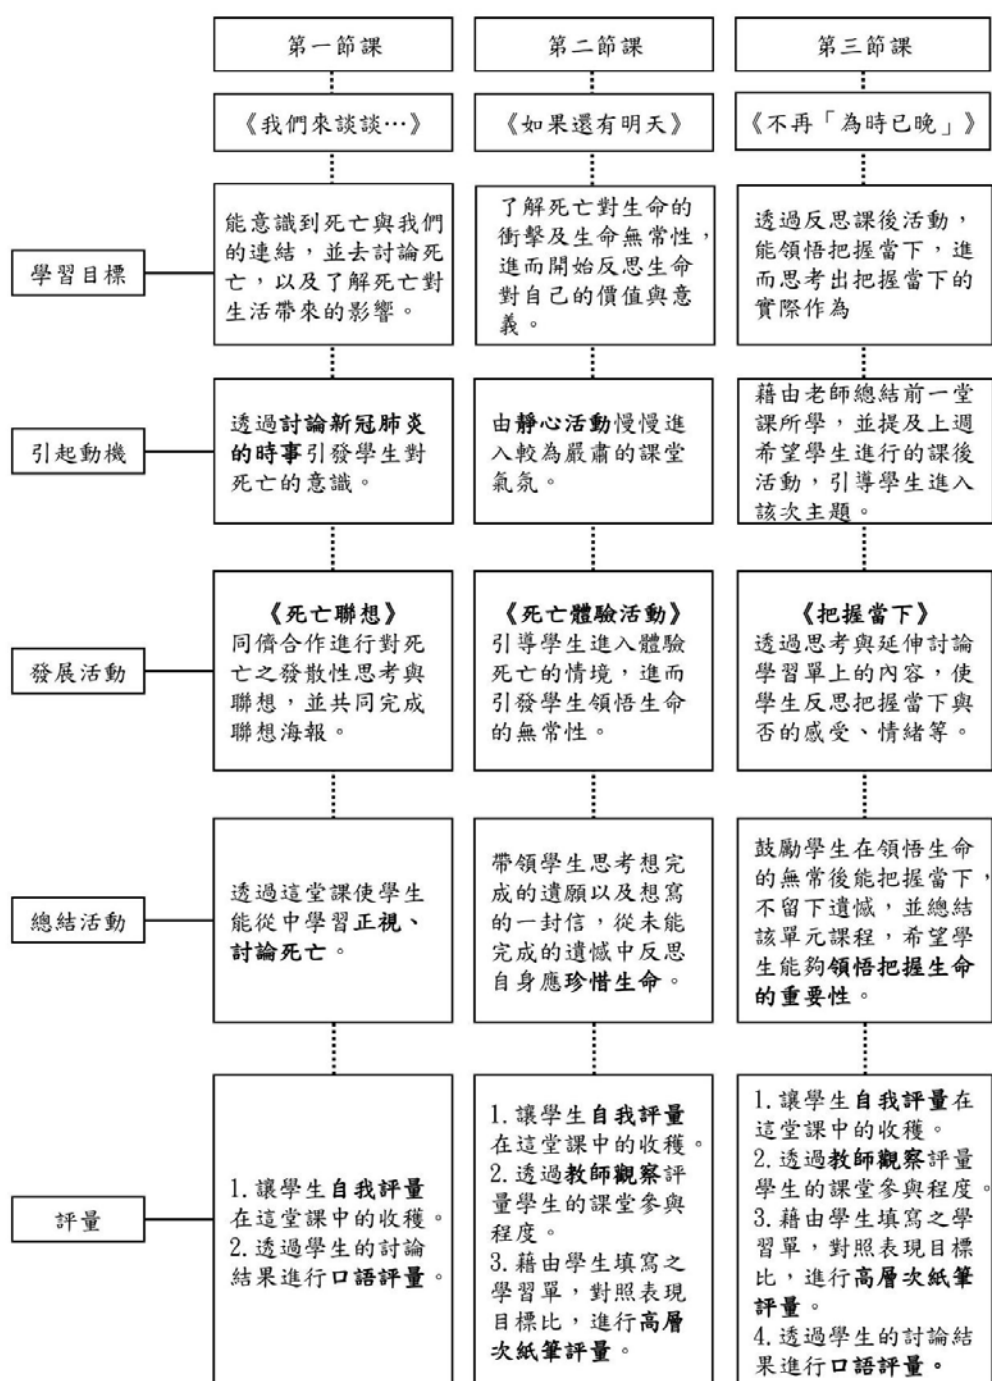 第一節課
第二節課
第三節課
《我們來談談…》
《如果還有明天》
《不再「為時已晚」》
學習目標
能意識到死亡與我們
的連結，並去討論死
亡，以及了解死亡對
生活帶來的影響。
了解死亡對生命的
衝擊及生命無常性，
進而開始反思生命
對自己的價值與意
義。
透過反思課後活動，
能領悟把握當下，進
而思考出把握當下的
實際作為
引起動機
透過討論新冠肺炎
的時事引發學生對
死亡的意識。
由靜心活動慢慢進
入較為嚴肅的課堂
氣氛。
藉由老師總結前一堂
課所學，並提及上週
希望學生進行的課後
活動，引導學生進入
該次主題。
發展活動
《死亡聯想》
同儕合作進行對死
亡之發散性思考與
聯想，並共同完成
聯想海報。
《死亡體驗活動》
引導學生進入體驗
死亡的情境，進而
引發學生領悟生命
的無常性。
《把握當下》
透過思考與延伸討論
學習單上的內容，使
學生反思把握當下與
否的感受、情緒等。
總結活動
透過這堂課使學生
能從中學習正視、
討論死亡。
帶領學生思考想完
成的遺願以及想寫
的一封信，從未能
完成的遺憾中反思
自身應珍惜生命。
鼓勵學生在領悟生命
的無常後能把握當下，
不留下遺憾，並總結
該單元課程，希望學
生能夠領悟把握生命
的重要性。
評量
1.讓學生自我評量
在這堂課中的收穫。
2.透過學生的討論
結果進行口語評量。
1.讓學生自我評量
在這堂課中的收穫。
2.透過教師觀察評
量學生的課堂參與
程度。
3.藉由學生填寫之
學習單，對照表現
目標比，進行高層
次紙筆評量。
1.讓學生自我評量在
這堂課中的收穫。
2.透過教師觀察評量
學生的課堂參與程度。
3.藉由學生填寫之學
習單，對照表現目標
比，進行高層次紙筆
評量。
4.透過學生的討論結
果進行口語評量。